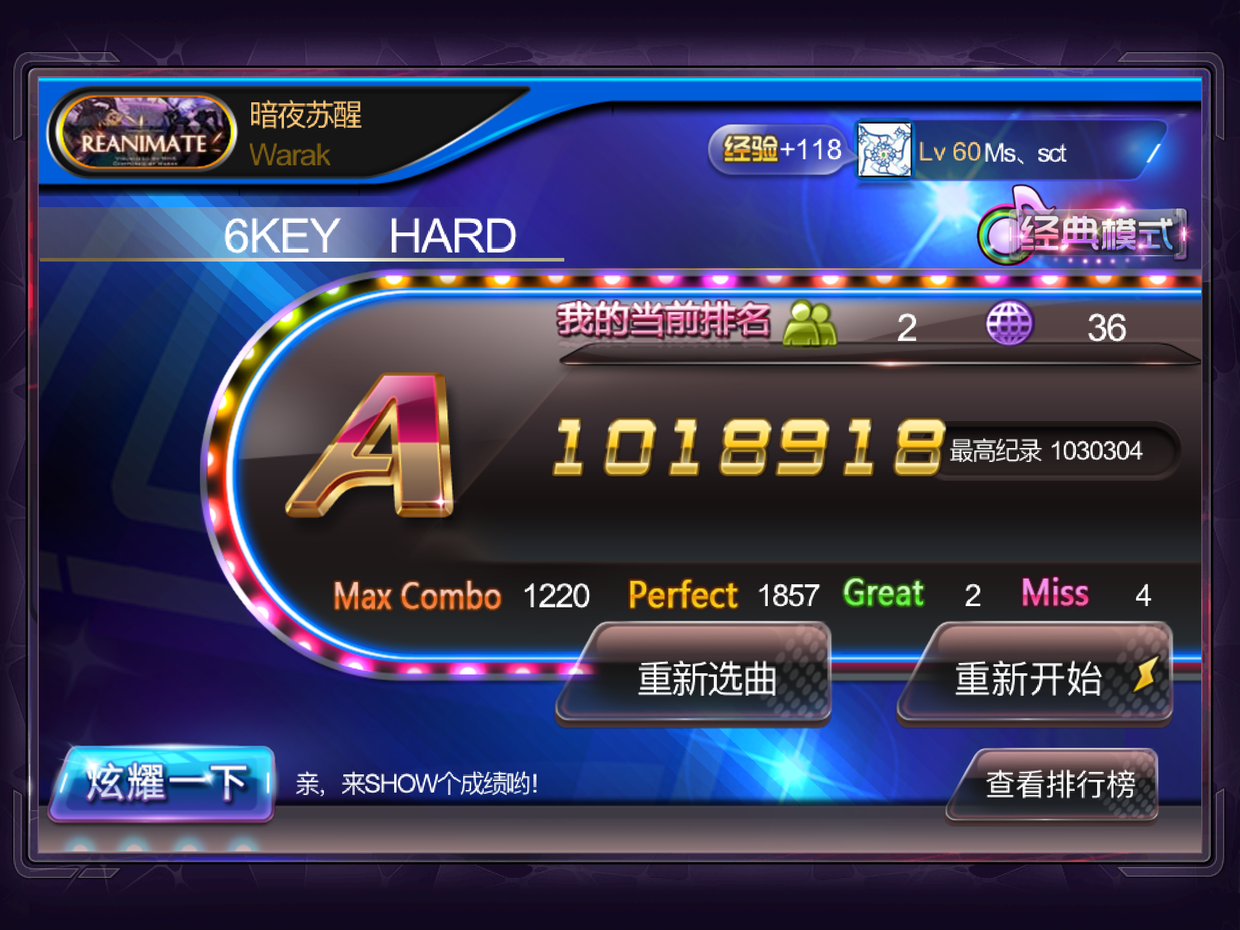 REANIMATE
暗夜苏醒
Warak
经验+118
Lv 60 Ms、sct
6KEY HARD
经典模式
我的当前排名 2 36
A
1018918
最高纪录 1030304
Max Combo 1220 Perfect 1857 Great 2 Miss 4
重新选曲
重新开始
炫耀一下
亲，来SHOW个成绩哟!
查看排行榜